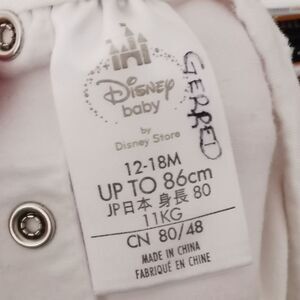 Disney
baby
by
Disney Store
GERRED
12-18M
UP TO 86cm
JP日本 身長 80
11KG
CN 80/48
MADE IN CHINA
FABRIQUÉ EN CHINE